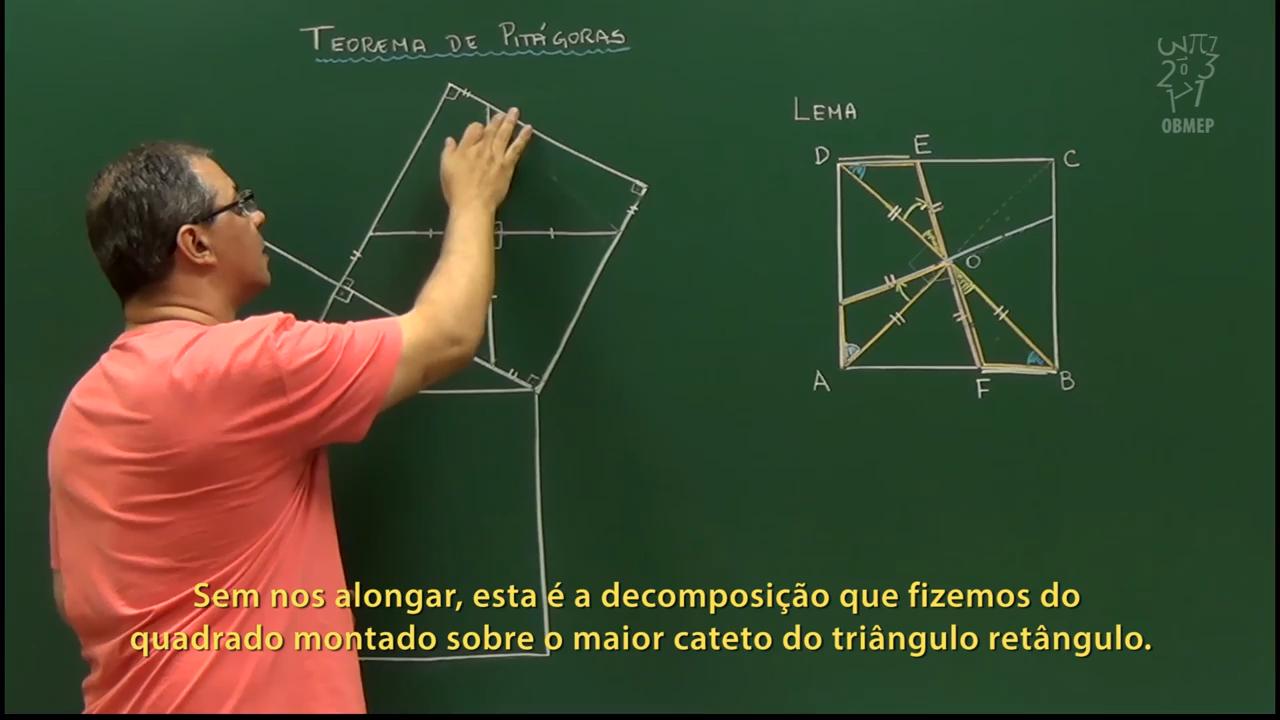 TEOREMA DE PITÁGORAS
LEMA
D E C
O
A F B
OBMEP
Sem nos alongar, esta é a decomposição que fizemos do
quadrado montado sobre o maior cateto do triângulo retângulo.